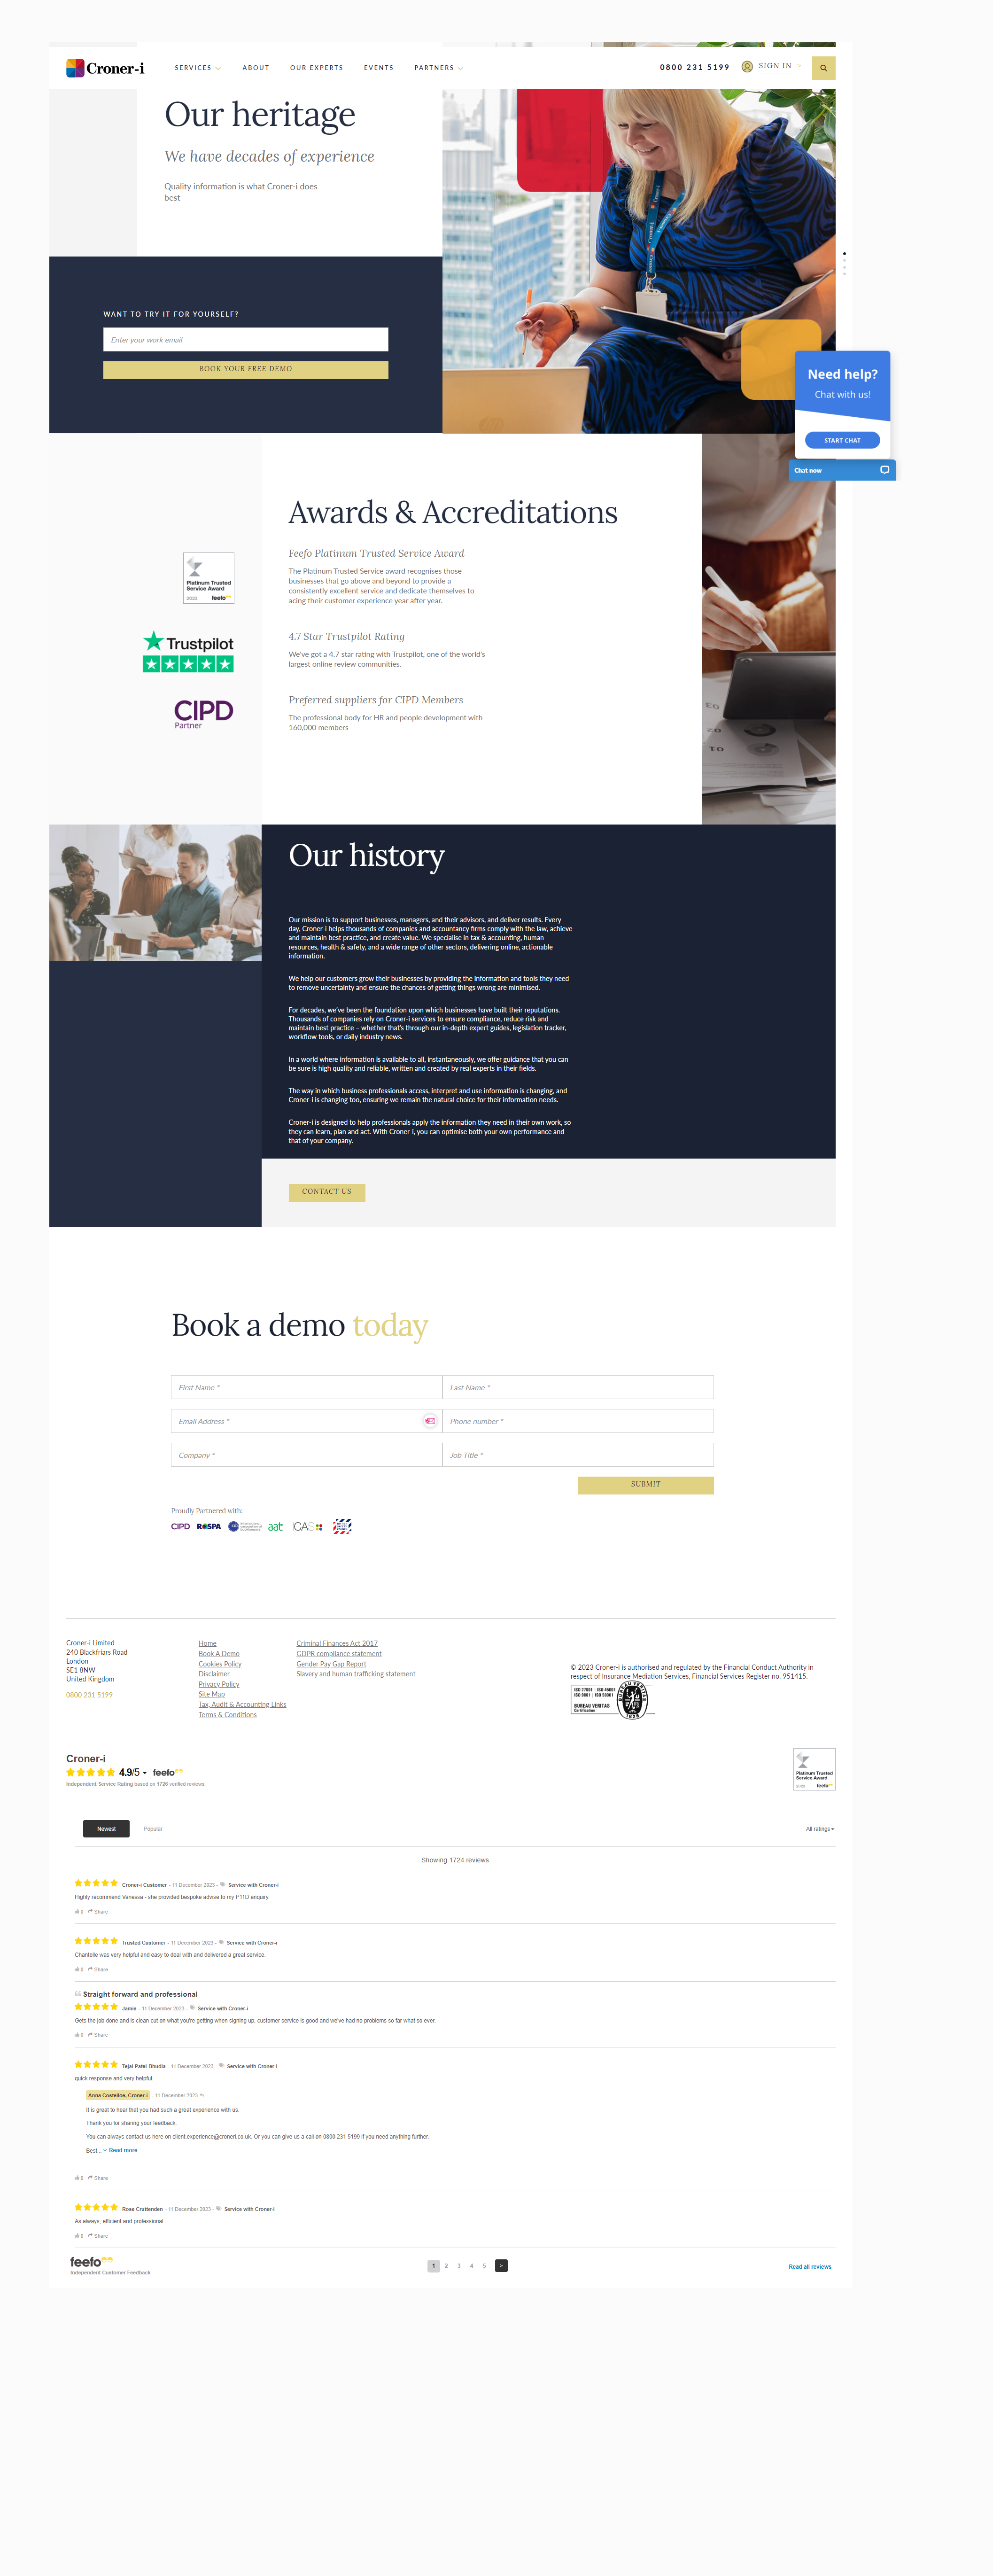 Croner-i
SERVICES
ABOUT
OUR EXPERTS
EVENTS
PARTNERS
0800 231 5199
SIGN IN
Our heritage
We have decades of experience
Quality information is what Croner-i does
best
WANT TO TRY IT FOR YOURSELF?
Enter your work email
BOOK YOUR FREE DEMO
Need help?
Chat with us!
START CHAT
Chat now
Awards & Accreditations
Feefo Platinum Trusted Service Award
The Platinum Trusted Service award recognises those
businesses that go above and beyond to provide a
consistently excellent service and dedicate themselves to
acing their customer experience year after year.
Platinum Trusted
Service Award
feefo
Trustpilot
4.7 Star Trustpilot Rating
We've got a 4.7 star rating with Trustpilot, one of the world's
largest online review communities.
CIPD
Partner
Preferred suppliers for CIPD Members
The professional body for HR and people development with
160,000 members
Our history
Our mission is to support businesses, managers, and their advisors, and deliver results. Every
day, Croner-i helps thousands of companies and accountancy firms comply with the law, achieve
and maintain best practice, and create value. We specialise in tax & accounting, human
resources, health & safety, and a wide range of other sectors, delivering online, actionable
information.
We help our customers grow their businesses by providing the information and tools they need
to remove uncertainty and ensure the chances of getting things wrong are minimised.
For decades, we've been the foundation upon which businesses have built their reputations.
Thousands of companies rely on Croner-i services to ensure compliance, reduce risk and
maintain best practice – whether that's through our in-depth expert guides, legislation tracker,
workflow tools, or daily industry news.
In a world where information is available to all, instantaneously, we offer guidance that you can
be sure is high quality and reliable, written and created by real experts in their fields.
The way in which business professionals access, interpret and use information is changing, and
Croner-i is changing too, ensuring we remain the natural choice for their information needs.
Croner-i is designed to help professionals apply the information they need in their own work, so
they can learn, plan and act. With Croner-i, you can optimise both your own performance and
that of your company.
CONTACT US
Book a demo today
First Name *
Last Name *
Email Address *
Phone number *
Company *
Job Title *
SUBMIT
Proudly Partnered with:
CIPD
RoSPA
aat
CAS
Croner-i Limited
240 Blackfriars Road
London
SE1 8NW
United Kingdom
0800 231 5199
Home
Book A Demo
Cookies Policy
Disclaimer
Privacy Policy
Site Map
Tax, Audit & Accounting Links
Terms & Conditions
Criminal Finances Act 2017
GDPR compliance statement
Gender Pay Gap Report
Slavery and human trafficking statement
© 2023 Croner-i is authorised and regulated by the Financial Conduct Authority in
respect of Insurance Mediation Services, Financial Services Register no. 951415.
ISO 27001 | ISO 45001
ISO 9001 | ISO 58001
BUREAU VERITAS
Certification
Croner-i
4.9/5
feefo
Independent Service Rating based on 1726 verified reviews
Platinum Trusted
Service Award
feefo
Newest
Popular
All ratings
Showing 1724 reviews
Croner-i Customer - 11 December 2023 - Service with Croner-i
Highly recommend Vanessa - she provided bespoke advise to my P11D enquiry.
0 Share
Trusted Customer - 11 December 2023 - Service with Croner-i
Chantelle was very helpful and easy to deal with and delivered a great service.
0 Share
Straight forward and professional
Jamie - 11 December 2023 - Service with Croner-i
Gets the job done and is clean cut on what you're getting when signing up, customer service is good and we've had no problems so far what so ever.
0 Share
Tejal Patel-Bhudia - 11 December 2023 - Service with Croner-i
quick response and very helpful.
Anna Costelloe, Croner-i - 11 December 2023
It is great to hear that you had such a great experience with us.
Thank you for sharing your feedback.
You can always contact us here on client.experience@croneri.co.uk. Or you can give us a call on 0800 231 5199 if you need anything further.
Best... Read more
0 Share
Rose Cruttenden - 11 December 2023 - Service with Croner-i
As always, efficient and professional.
0 Share
feefo
Independent Customer Feedback
1 2 3 4 5 >
Read all reviews